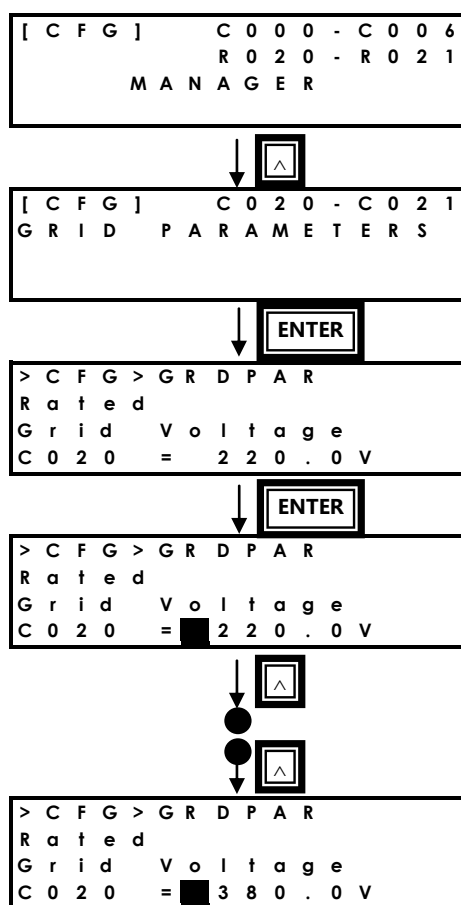 [CFG] C000-C006
R020-R021
MANAGER
^
[CFG] C020-C021
GRID PARAMETERS
ENTER
>CFG>GRDPAR
Rated
Grid Voltage
C020 = 220.0V
ENTER
>CFG>GRDPAR
Rated
Grid Voltage
C020 =█220.0V
^
^
>CFG>GRDPAR
Rated
Grid Voltage
C020 =█380.0V